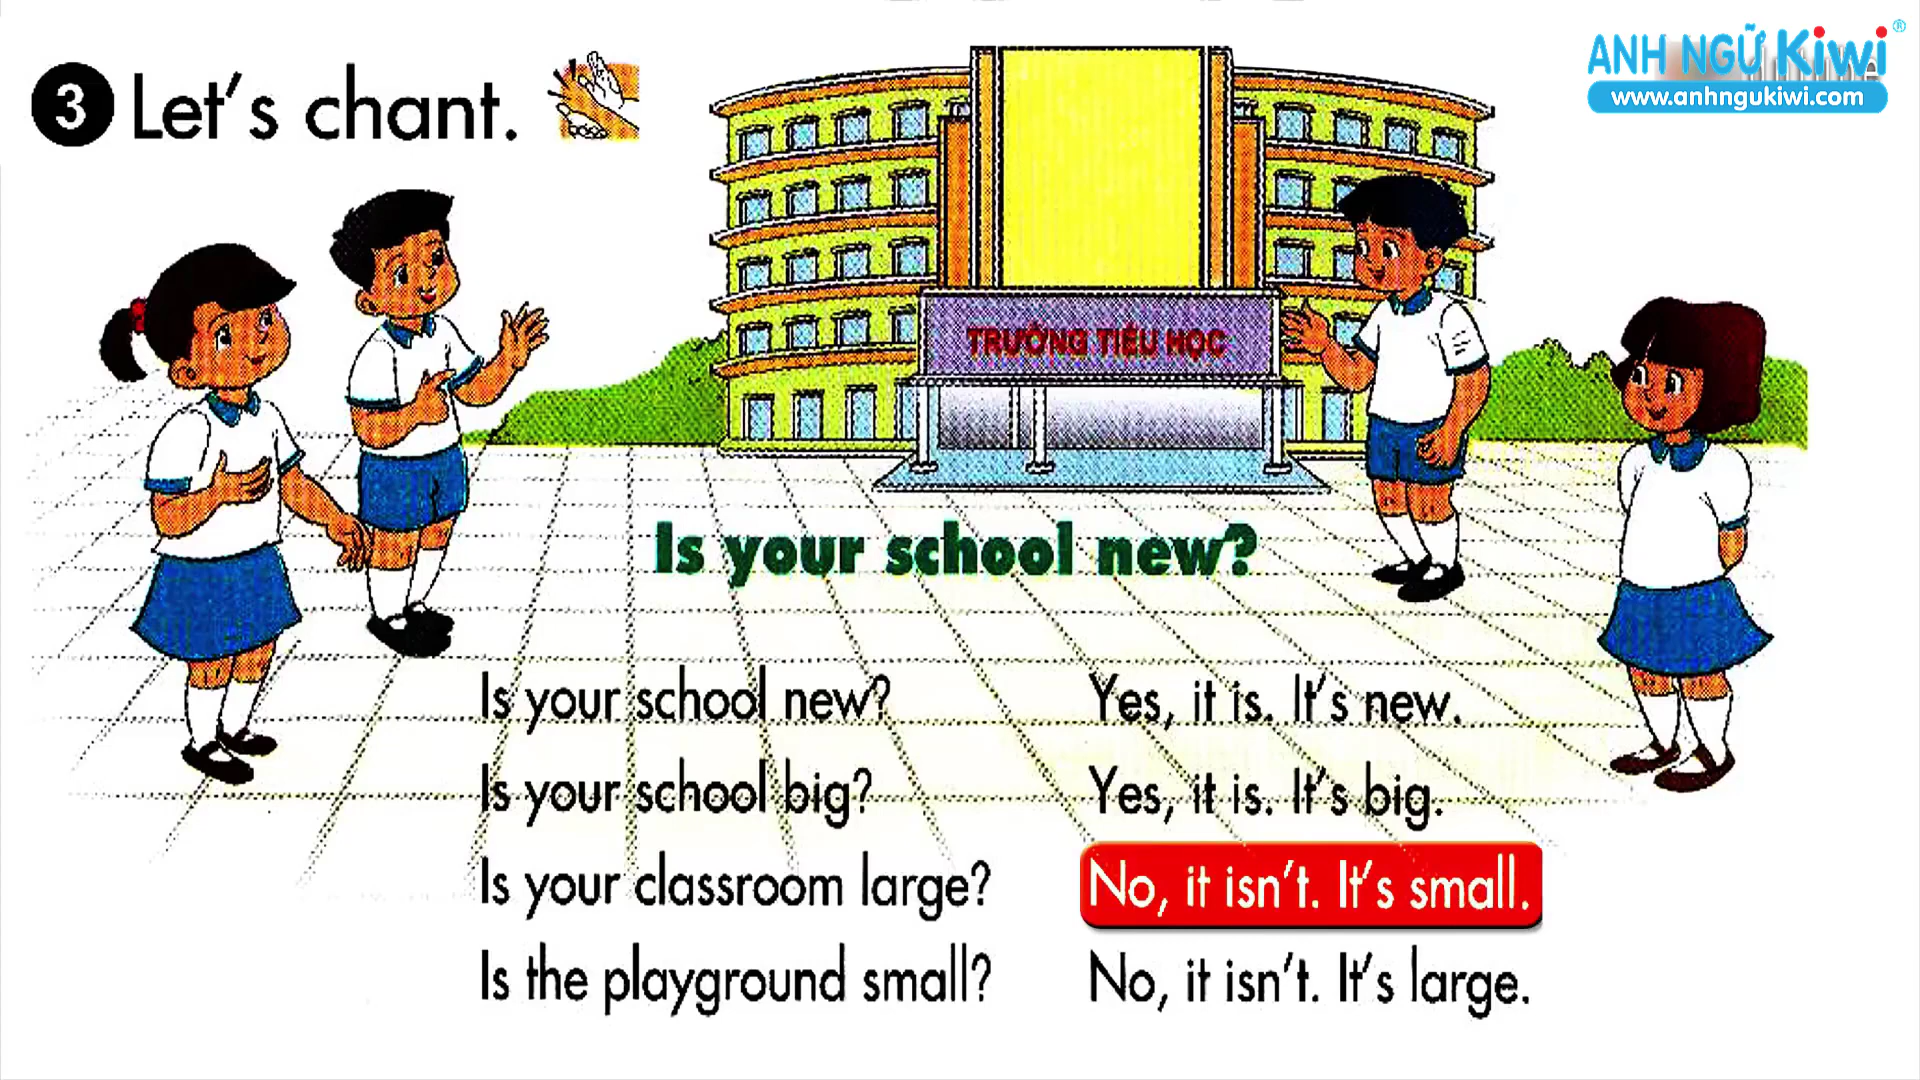 3 Let's chant.
ANH NGỮ Kiwi®
www.anhngukiwi.com
TRƯỜNG TIỂU HỌC
Is your school new?
Is your school new? Yes, it is. It's new.
Is your school big? Yes, it is. It's big.
Is your classroom large? No, it isn't. It's small.
Is the playground small? No, it isn't. It's large.